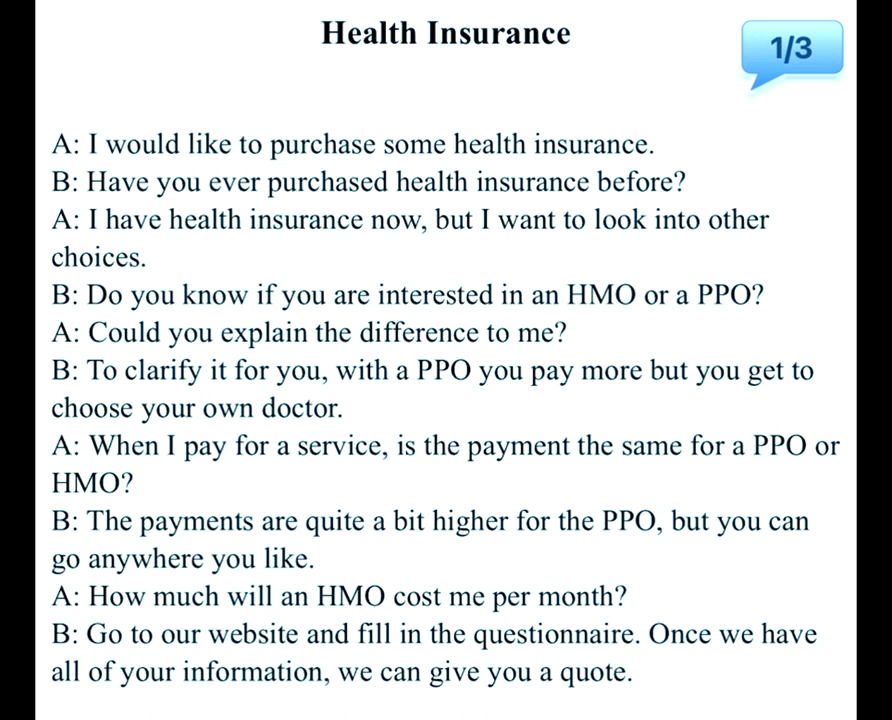 Health Insurance
1/3
A: I would like to purchase some health insurance.
B: Have you ever purchased health insurance before?
A: I have health insurance now, but I want to look into other
choices.
B: Do you know if you are interested in an HMO or a PPO?
A: Could you explain the difference to me?
B: To clarify it for you, with a PPO you pay more but you get to
choose your own doctor.
A: When I pay for a service, is the payment the same for a PPO or
HMO?
B: The payments are quite a bit higher for the PPO, but you can
go anywhere you like.
A: How much will an HMO cost me per month?
B: Go to our website and fill in the questionnaire. Once we have
all of your information, we can give you a quote.